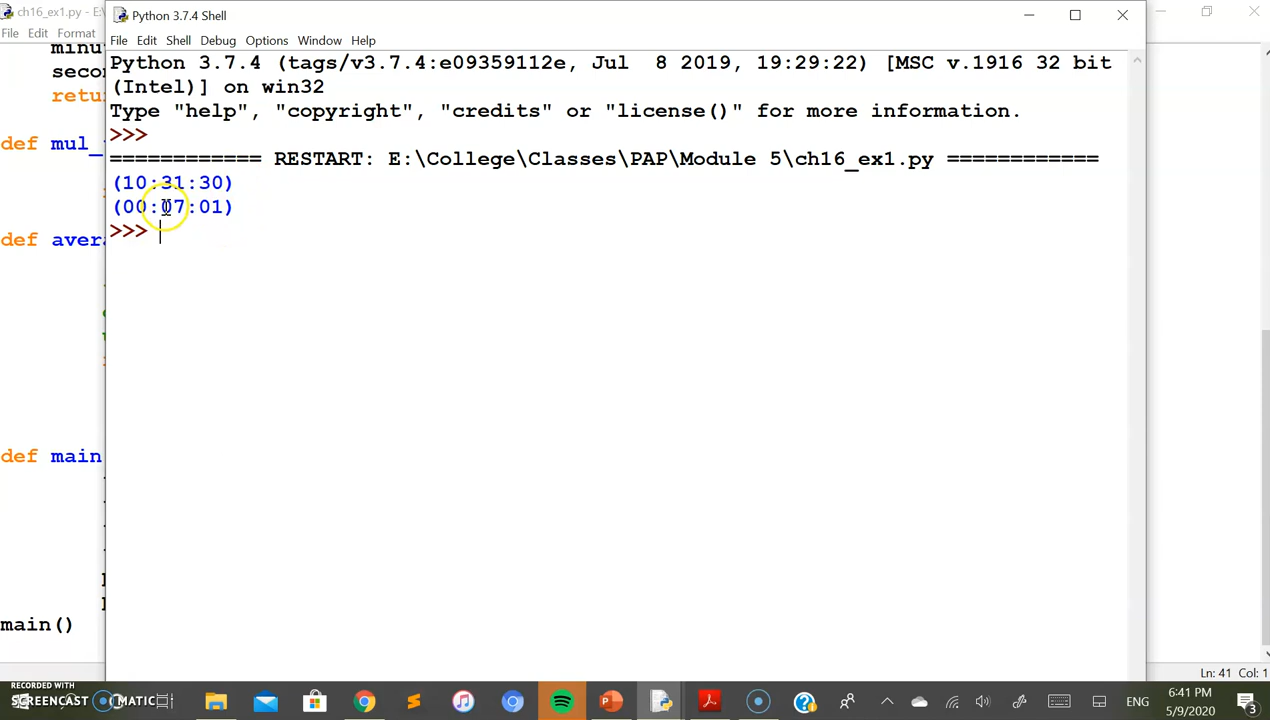 ch16_ex1.py - E:\
Python 3.7.4 Shell
File Edit Format
File Edit Shell Debug Options Window Help
minu
Python 3.7.4 (tags/v3.7.4:e09359112e, Jul  8 2019, 19:29:22) [MSC v.1916 32 bit
secon
(Intel)] on win32
retur
Type "help", "copyright", "credits" or "license()" for more information.
>>>
def mul_
============ RESTART: E:\College\Classes\PAP\Module 5\ch16_ex1.py ============
(10:31:30)
(00:07:01)
def avera
>>>
def main
main()
Ln: 41 Col: 1
RECORDED WITH
SCREENCAST MATIC
ENG
6:41 PM
5/9/2020
3